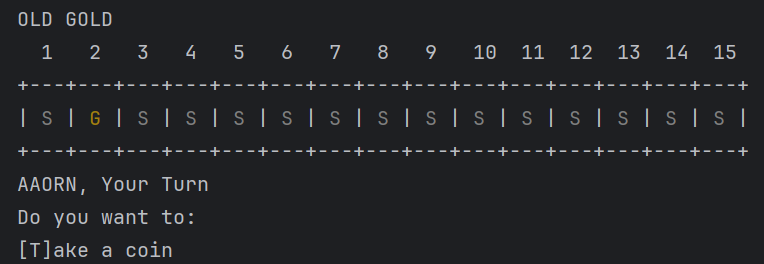 OLD GOLD
1 2 3 4 5 6 7 8 9 10 11 12 13 14 15
+---+---+---+---+---+---+---+---+---+---+---+---+---+---+---+
| S | G | S | S | S | S | S | S | S | S | S | S | S | S | S |
+---+---+---+---+---+---+---+---+---+---+---+---+---+---+---+
AAORN, Your Turn
Do you want to:
[T]ake a coin